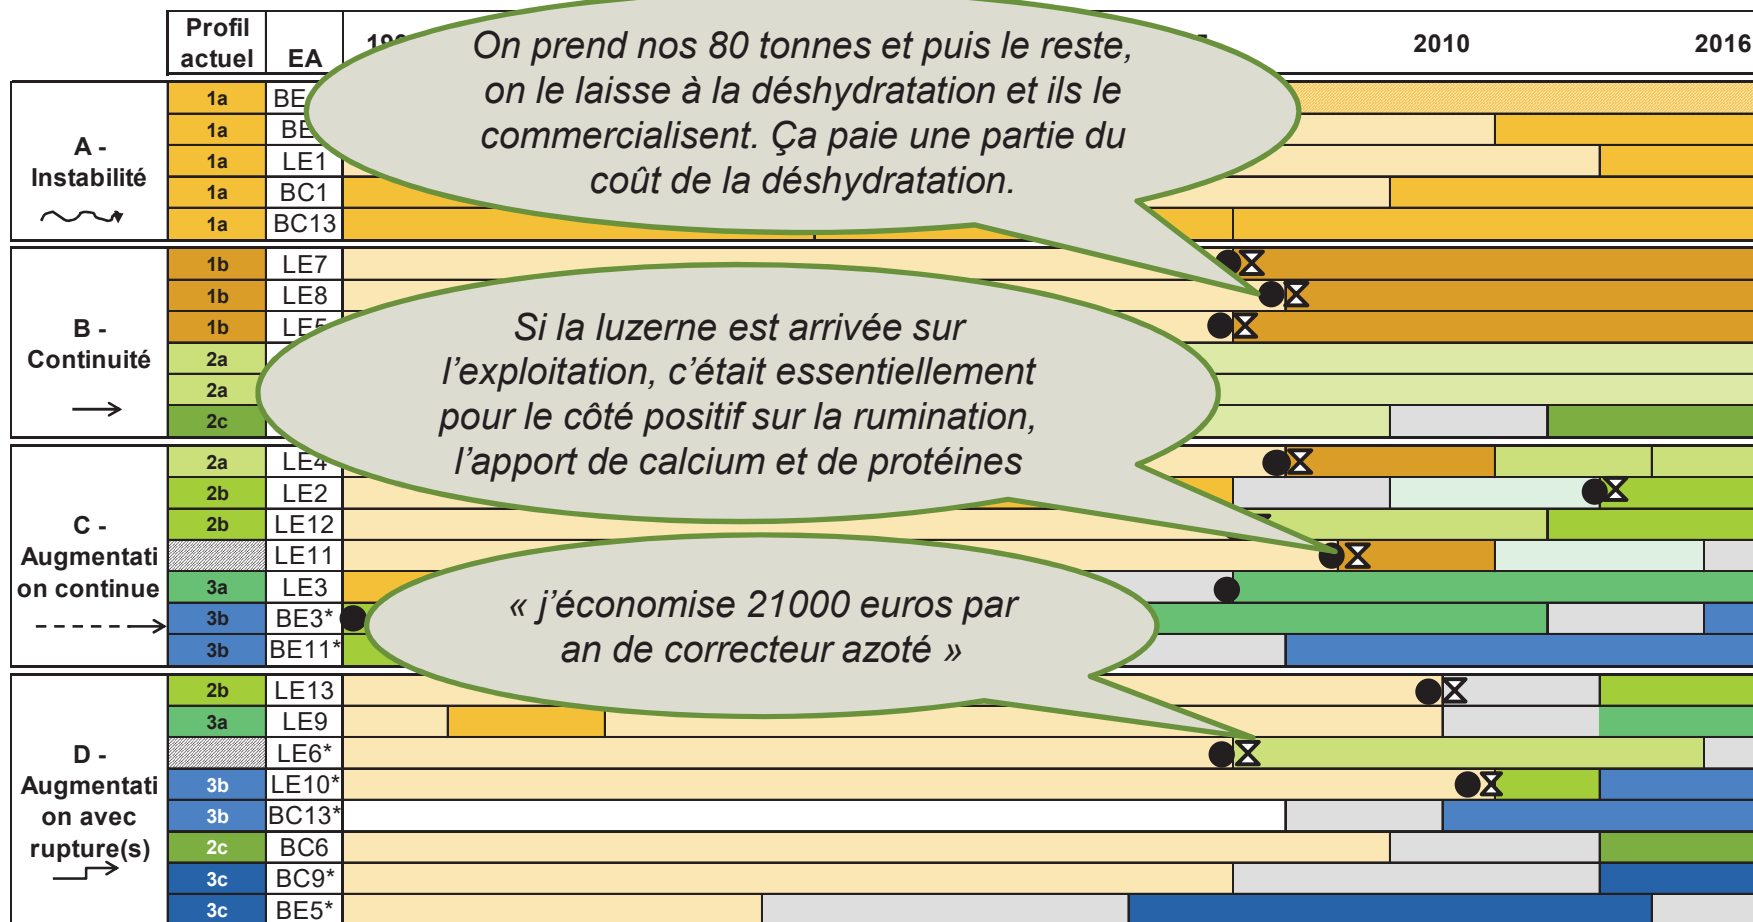 Profil
actuel
EA
2010
2016
On prend nos 80 tonnes et puis le reste,
on le laisse à la déshydratation et ils le
commercialisent. Ça paie une partie du
coût de la déshydratation.
A -
Instabilité
1a BE
1a BE
1a LE1
1a BC1
1a BC13
B -
Continuité
1b LE7
1b LE8
1b LE5
2a
2a
2c
Si la luzerne est arrivée sur
l'exploitation, c'était essentiellement
pour le côté positif sur la rumination,
l'apport de calcium et de protéines
C -
Augmentati
on continue
2a LE4
2b LE2
2b LE12
LE11
3a LE3
3b BE3*
3b BE11*
« j'économise 21000 euros par
an de correcteur azoté »
D -
Augmentati
on avec
rupture(s)
2b LE13
3a LE9
LE6*
3b LE10*
3b BC13*
2c BC6
3c BC9*
3c BE5*